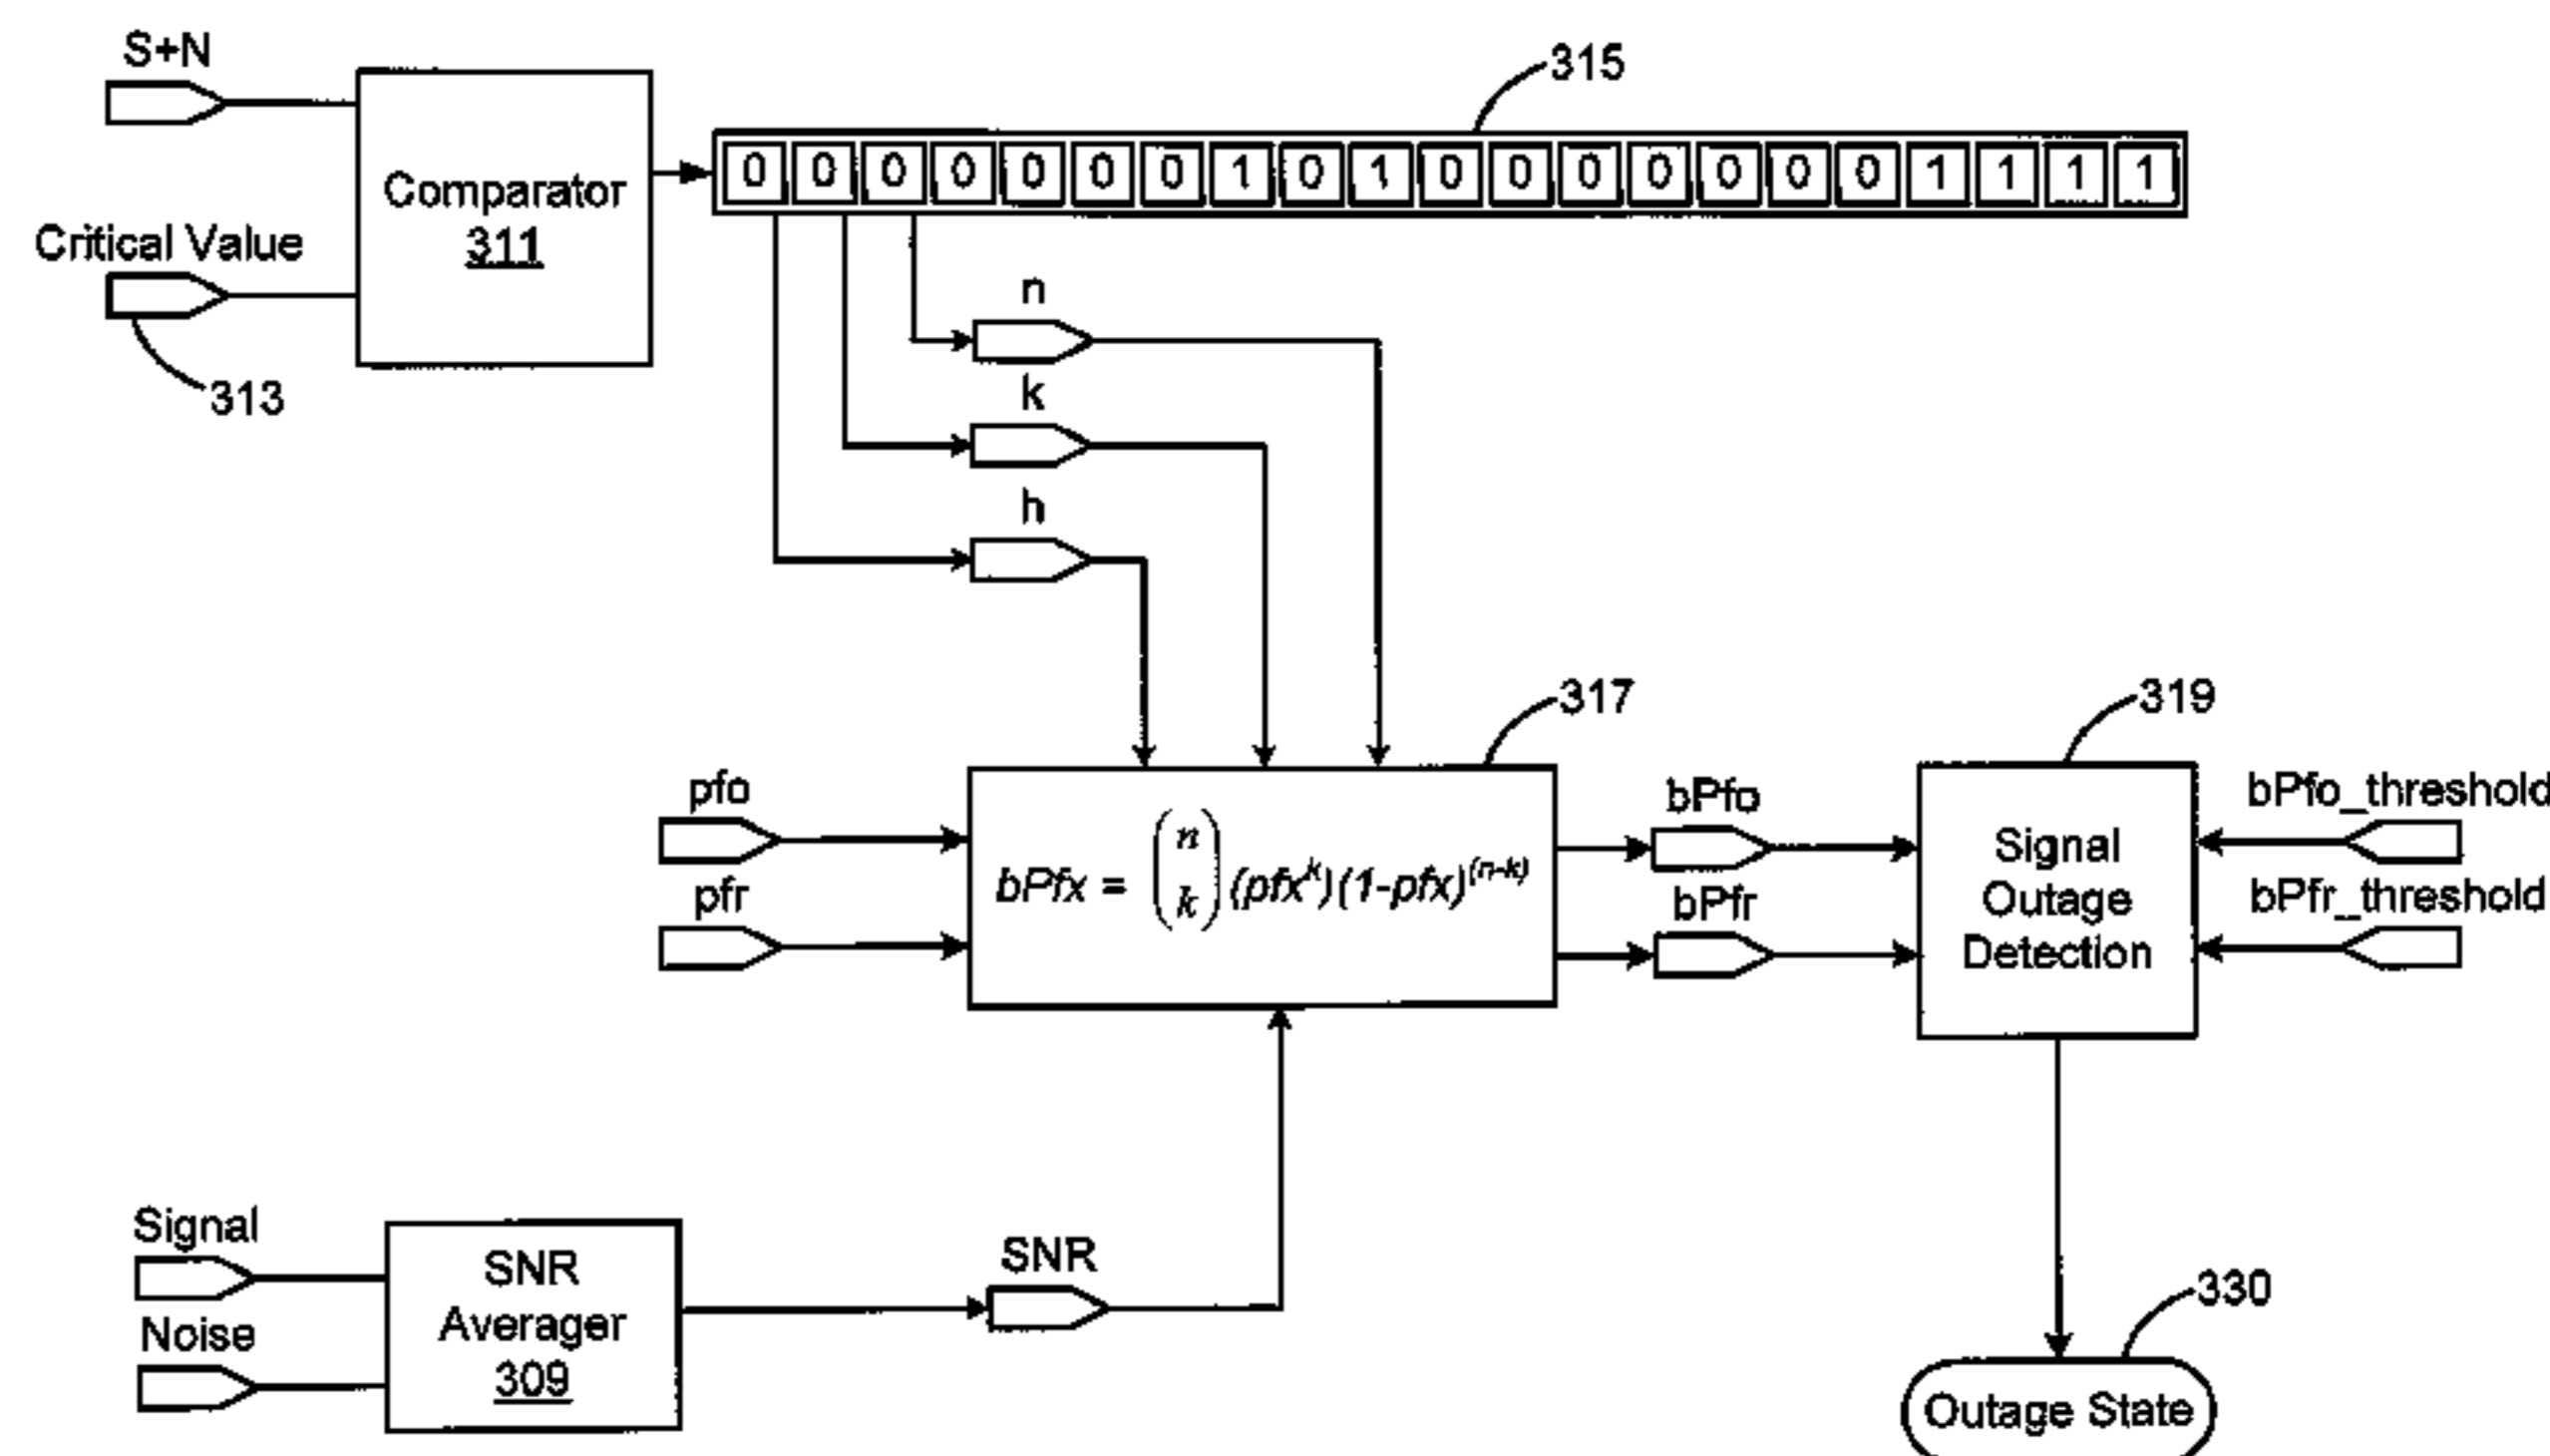 S+N
315
0 0 0 0 0 0 0 1 0 1 0 0 0 0 0 0 0 1 1 1 1
Comparator
311
Critical Value
313
n
k
h
317
319
pfo
pfr
bPfx = (n k) (pfx^k)(1-pfx)^(n-k)
bPfo
bPfr
Signal
Outage
Detection
bPfo_threshold
bPfr_threshold
Signal
Noise
SNR
Averager
309
SNR
330
Outage State